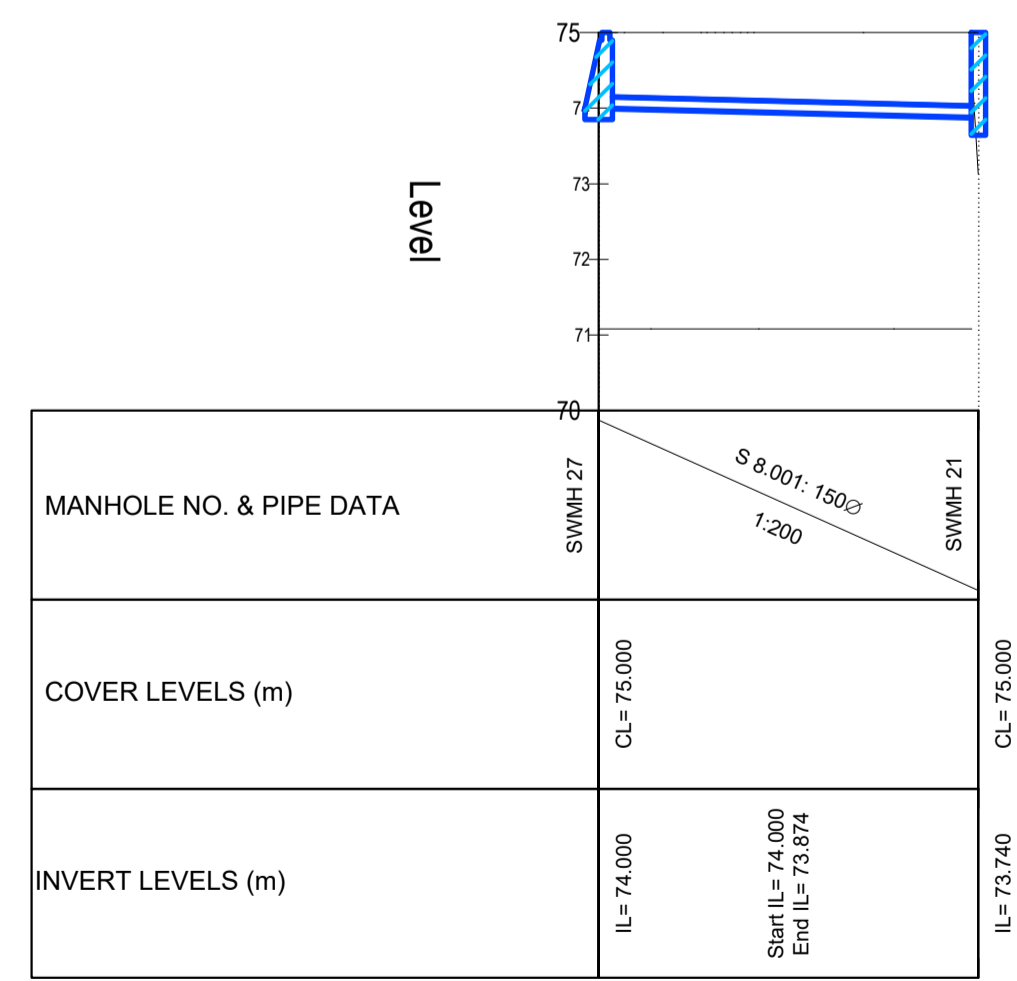 75
7
73
72
71
70
Level
MANHOLE NO. & PIPE DATA
SWMH 27
S 8.001: 150∅
1:200
SWMH 21
COVER LEVELS (m)
CL= 75.000
CL= 75.000
INVERT LEVELS (m)
IL= 74.000
Start IL= 74.000
End IL= 73.874
IL= 73.740